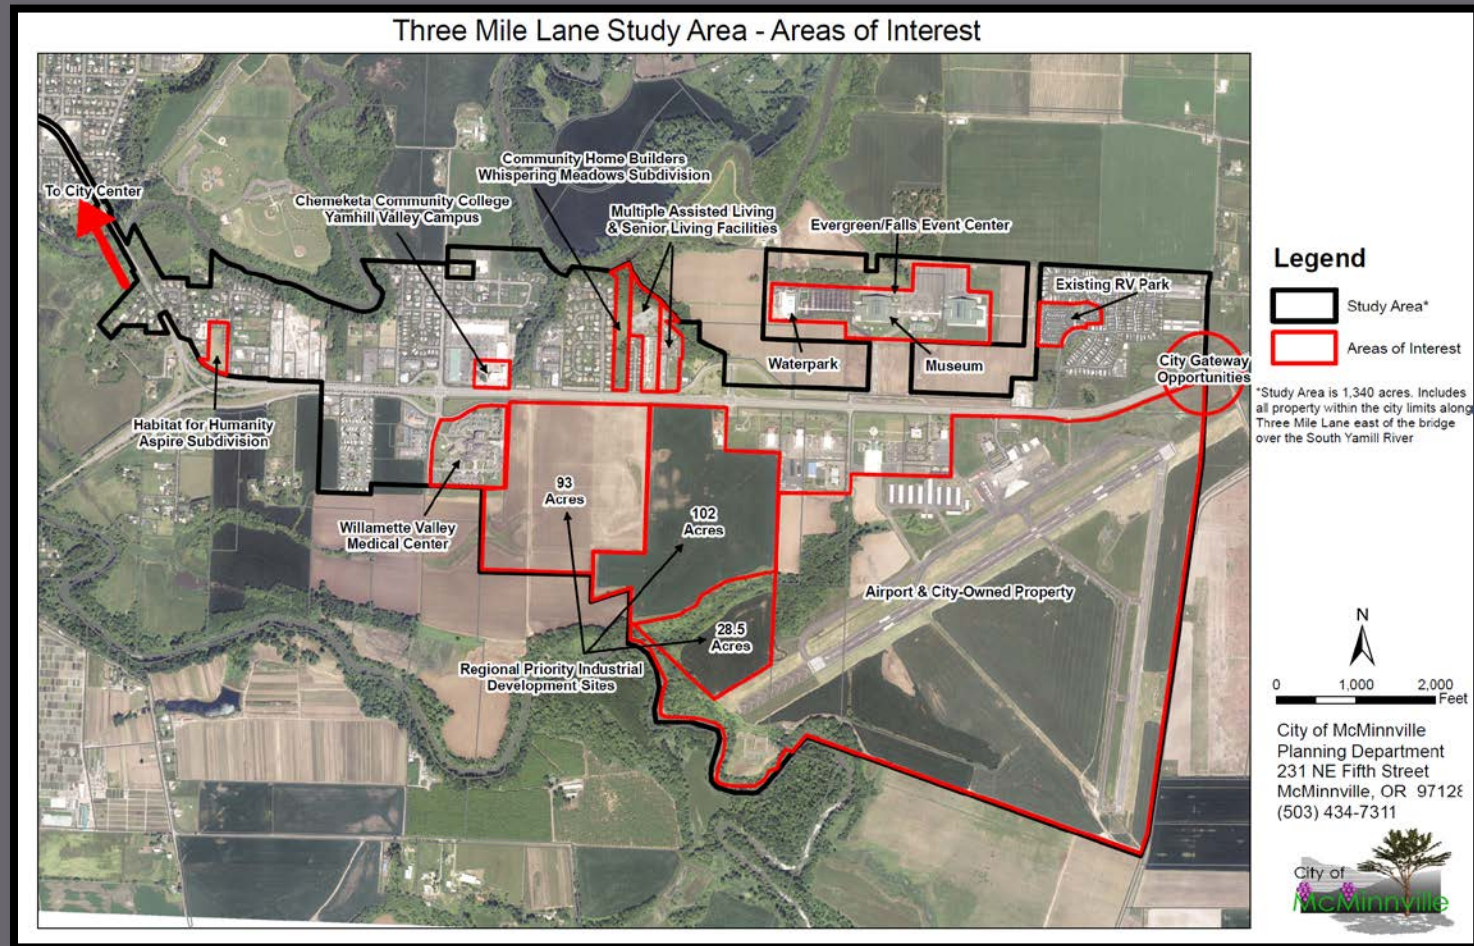 Three Mile Lane Study Area - Areas of Interest
To City Center
Chemeketa Community College
Yamhill Valley Campus
Community Home Builders
Whispering Meadows Subdivision
Multiple Assisted Living
& Senior Living Facilities
Evergreen/Falls Event Center
Existing RV Park
Waterpark
Museum
City Gateway
Opportunities
Habitat for Humanity
Aspire Subdivision
Willamette Valley
Medical Center
93
Acres
102
Acres
28.5
Acres
Regional Priority Industrial
Development Sites
Airport & City-Owned Property
Legend
Study Area*
Areas of Interest
*Study Area is 1,340 acres. Includes
all property within the city limits along
Three Mile Lane east of the bridge
over the South Yamill River
N
0 1,000 2,000
Feet
City of McMinnville
Planning Department
231 NE Fifth Street
McMinnville, OR 97128
(503) 434-7311
City of
McMinnville